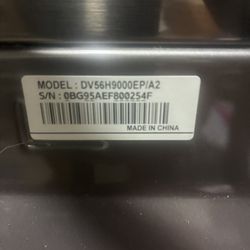 MODEL : DV56H9000EP/A2
S/N : 0BG95AEF800254F
MADE IN CHINA